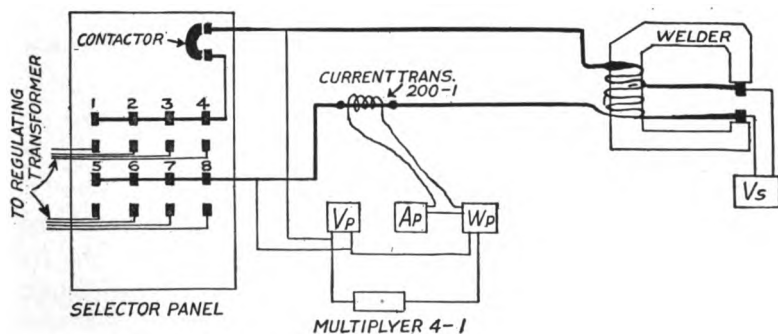 CONTACTOR
WELDER
CURRENT TRANS.
200-1
1 2 3 4
TO REGULATING
TRANSFORMER
5 6 7 8
Vs
Vp
Ap
Wp
SELECTOR PANEL
MULTIPLYER 4-1